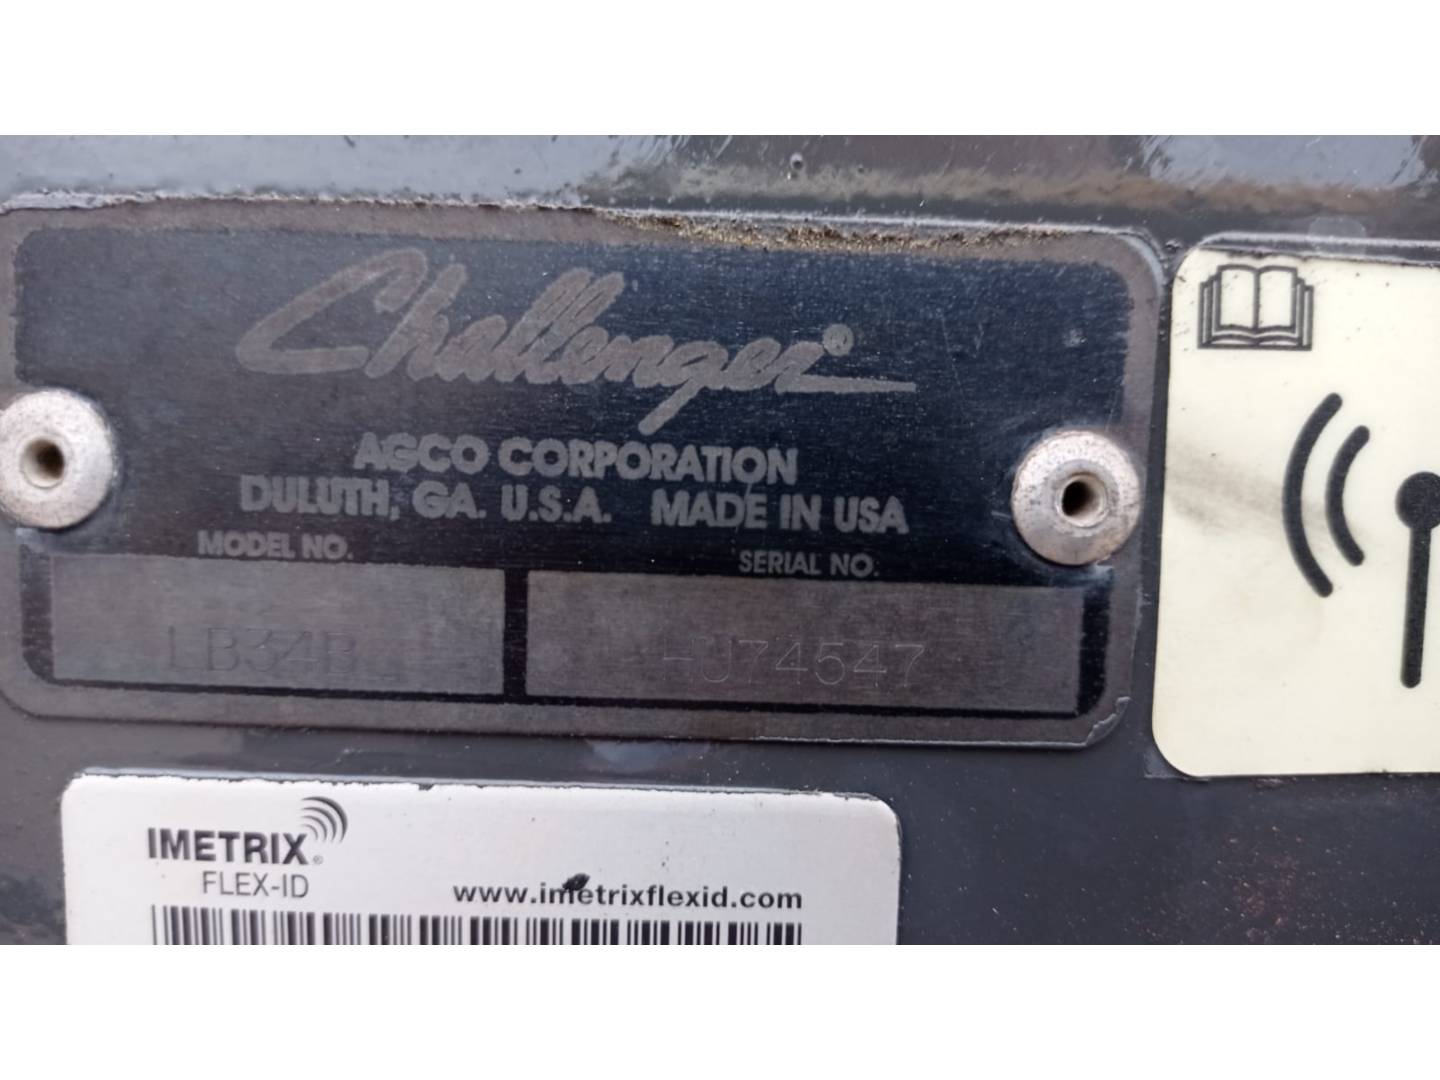 Challenger®
AGCO CORPORATION
DULUTH, GA. U.S.A. MADE IN USA
MODEL NO. SERIAL NO.
LB34B HJ74547
IMETRIX®
FLEX-ID
www.imetrixflexid.com